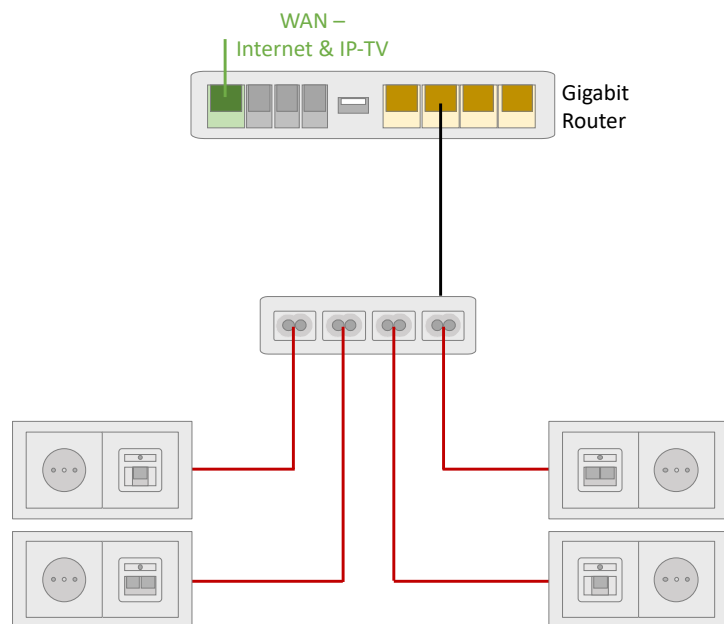 WAN –
Internet & IP-TV
Gigabit
Router